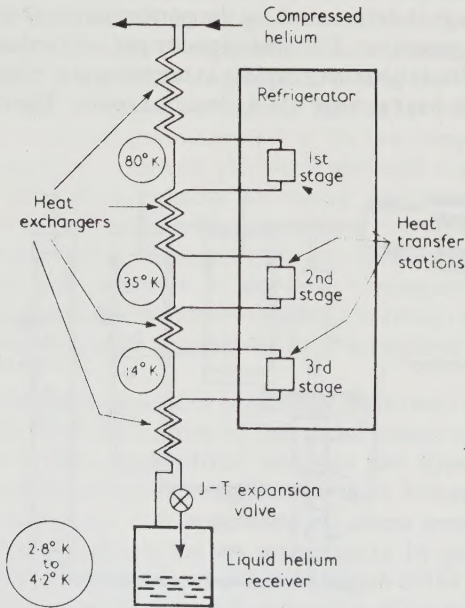 Compressed
helium
Refrigerator
80° K
1st
stage
Heat
exchangers
Heat
transfer
stations
35° K
2nd
stage
14° K
3rd
stage
J-T expansion
valve
2·8° K
to
4·2° K
Liquid helium
receiver